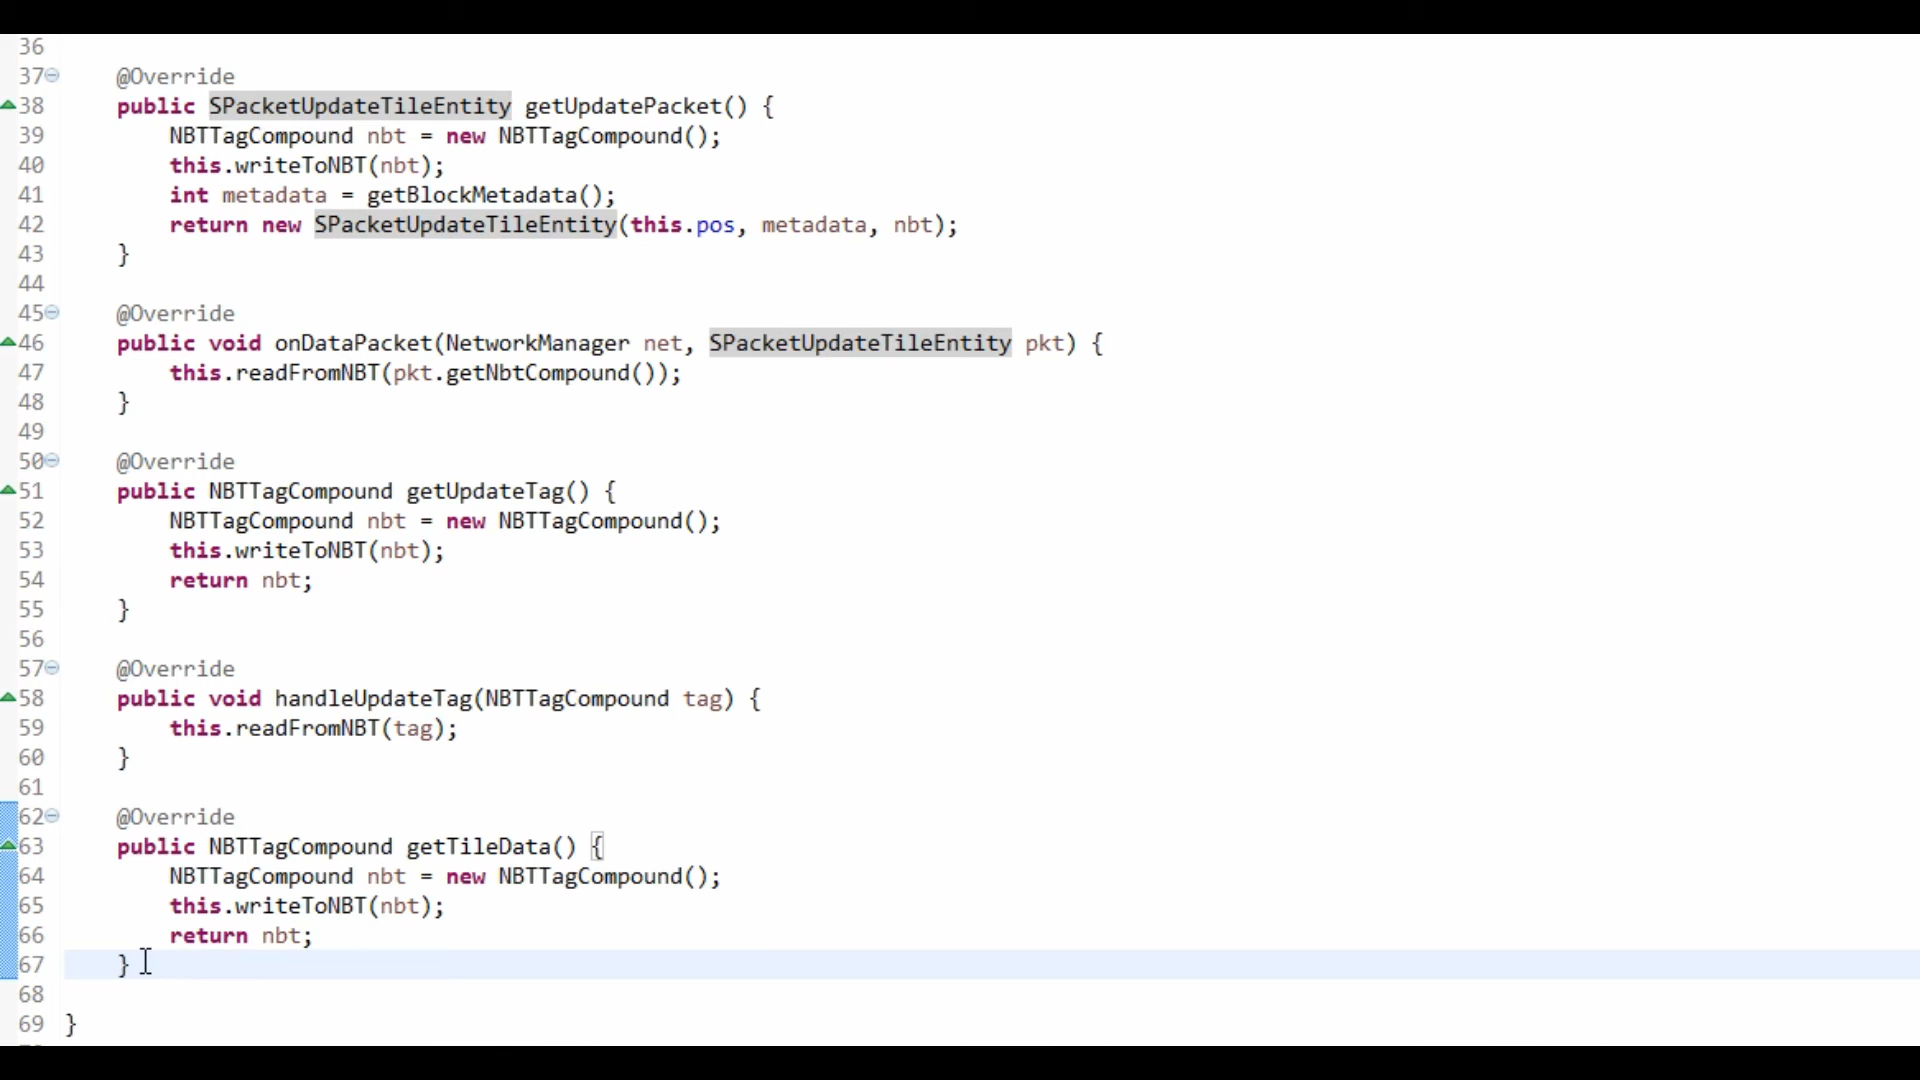 36
37 @Override
38 public SPacketUpdateTileEntity getUpdatePacket() {
39 NBTTagCompound nbt = new NBTTagCompound();
40 this.writeToNBT(nbt);
41 int metadata = getBlockMetadata();
42 return new SPacketUpdateTileEntity(this.pos, metadata, nbt);
43 }
44
45 @Override
46 public void onDataPacket(NetworkManager net, SPacketUpdateTileEntity pkt) {
47 this.readFromNBT(pkt.getNbtCompound());
48 }
49
50 @Override
51 public NBTTagCompound getUpdateTag() {
52 NBTTagCompound nbt = new NBTTagCompound();
53 this.writeToNBT(nbt);
54 return nbt;
55 }
56
57 @Override
58 public void handleUpdateTag(NBTTagCompound tag) {
59 this.readFromNBT(tag);
60 }
61
62 @Override
63 public NBTTagCompound getTileData() {
64 NBTTagCompound nbt = new NBTTagCompound();
65 this.writeToNBT(nbt);
66 return nbt;
67 }
68
69 }